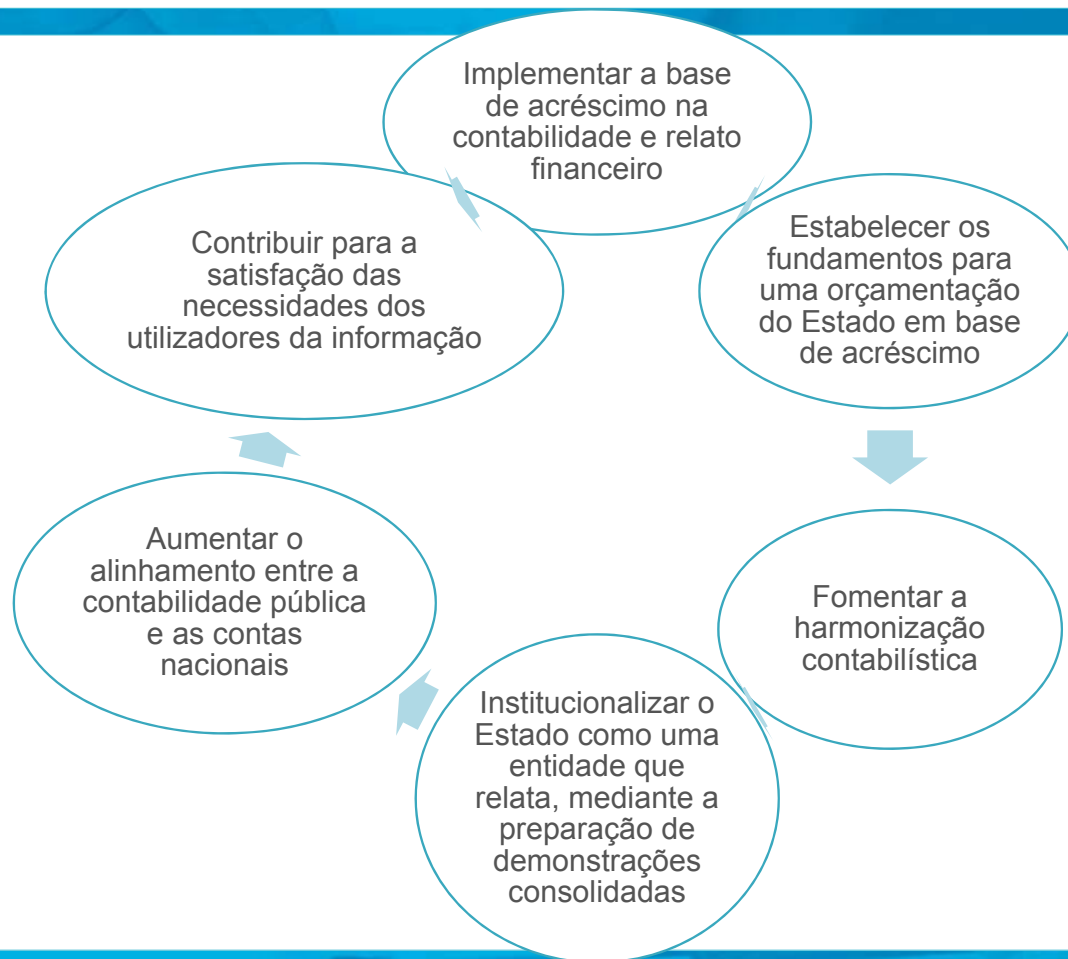 Implementar a base
de acréscimo na
contabilidade e relato
financeiro
Estabelecer os
fundamentos para
uma orçamentação
do Estado em base
de acréscimo
Fomentar a
harmonização
contabilística
Institucionalizar o
Estado como uma
entidade que
relata, mediante a
preparação de
demonstrações
consolidadas
Aumentar o
alinhamento entre a
contabilidade pública
e as contas
nacionais
Contribuir para a
satisfação das
necessidades dos
utilizadores da informação